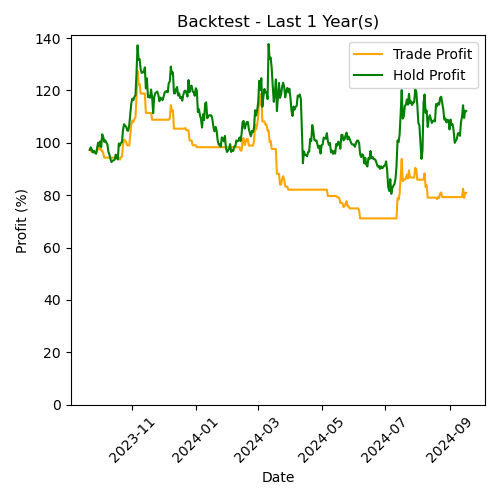 Backtest - Last 1 Year(s)
Trade Profit
Hold Profit
Profit (%)
140
120
100
80
60
40
20
0
2023-11
2024-01
2024-03
2024-05
2024-07
2024-09
Date